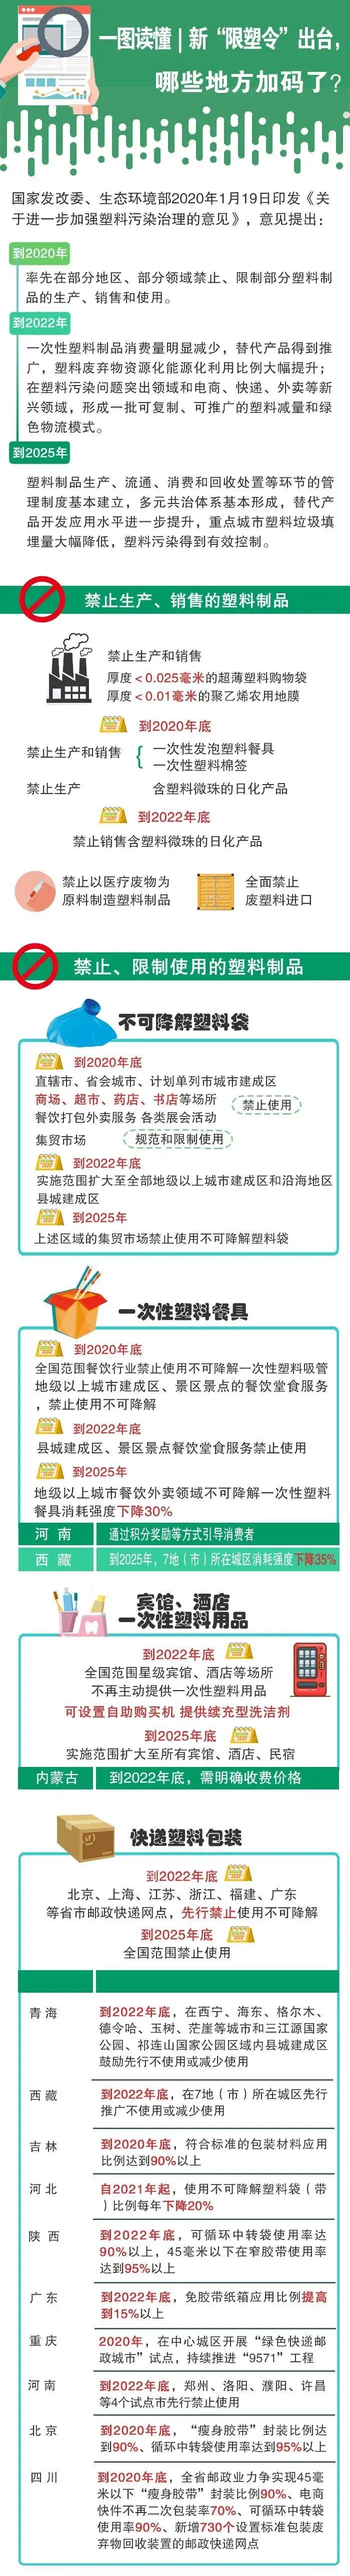 一图读懂|新“限塑令”出台，
哪些地方加码了？
国家发改委、生态环境部2020年1月19日印发《关
于进一步加强塑料污染治理的意见》，意见提出：
到2020年
率先在部分地区、部分领域禁止、限制部分塑料制
品的生产、销售和使用。
到2022年
一次性塑料制品消费量明显减少，替代产品得到推
广，塑料废弃物资源化能源化利用比例大幅提升；
在塑料污染问题突出领域和电商、快递、外卖等新
兴领域，形成一批可复制、可推广的塑料减量和绿
色物流模式。
到2025年
塑料制品生产、流通、消费和回收处置等环节的管
理制度基本建立，多元共治体系基本形成，替代产
品开发应用水平进一步提升，重点城市塑料垃圾填
埋量大幅降低，塑料污染得到有效控制。
禁止生产、销售的塑料制品
禁止生产和销售
厚度＜0.025毫米的超薄塑料购物袋
厚度＜0.01毫米的聚乙烯农用地膜
到2020年底
禁止生产和销售
一次性发泡塑料餐具
一次性塑料棉签
禁止生产 含塑料微珠的日化产品
到2022年底
禁止销售含塑料微珠的日化产品
禁止以医疗废物为
原料制造塑料制品
全面禁止
废塑料进口
禁止、限制使用的塑料制品
不可降解塑料袋
到2020年底
直辖市、省会城市、计划单列市城市建成区
商场、超市、药店、书店等场所
餐饮打包外卖服务 各类展会活动
禁止使用
集贸市场 规范和限制使用
到2022年底
实施范围扩大至全部地级以上城市建成区和沿海地区
县城建成区
到2025年
上述区域的集贸市场禁止使用不可降解塑料袋
一次性塑料餐具
到2020年底
全国范围餐饮行业禁止使用不可降解一次性塑料吸管
地级以上城市建成区、景区景点的餐饮堂食服务
，禁止使用不可降解
到2022年底
县城建成区、景区景点餐饮堂食服务禁止使用
到2025年
地级以上城市餐饮外卖领域不可降解一次性塑料
餐具消耗强度下降30%
河 南 通过积分奖励等方式引导消费者
西 藏 到2025年，7地（市）所在城区消耗强度下降35%
宾馆、酒店
一次性塑料用品
到2022年底
全国范围星级宾馆、酒店等场所
不再主动提供一次性塑料用品
可设置自助购买机 提供续充型洗洁剂
到2025年底
实施范围扩大至所有宾馆、酒店、民宿
内蒙古 到2022年底，需明确收费价格
快递塑料包装
到2022年底
北京、上海、江苏、浙江、福建、广东
等省市邮政快递网点，先行禁止使用不可降解
到2025年底
全国范围禁止使用
青 海 到2022年底，在西宁、海东、格尔木、
德令哈、玉树、茫崖等城市和三江源国家
公园、祁连山国家公园区域内县城建成区
鼓励先行不使用或减少使用
西 藏 到2022年底，在7地（市）所在城区先行
推广不使用或减少使用
吉 林 到2020年底，符合标准的包装材料应用
比例达到90%以上
河 北 自2021年起，使用不可降解塑料袋（带
）比例每年下降20%
陕 西 到2022年底，可循环中转袋使用率达
90%以上，45毫米以下在窄胶带使用率
达到95%以上
广 东 到2022年底，免胶带纸箱应用比例提高
到15%以上
重 庆 2020年，在中心城区开展“绿色快递邮
政城市”试点，持续推进“9571”工程
河 南 到2022年底，郑州、洛阳、濮阳、许昌
等4个试点市先行禁止使用
北 京 到2020年底，“瘦身胶带”封装比例达
到90%、循环中转袋使用率达到95%以上
四 川 到2020年底，全省邮政业力争实现45毫
米以下“瘦身胶带”封装比例90%、电商
快件不再二次包装率70%、可循环中转袋
使用率90%、新增730个设置标准包装废
弃物回收装置的邮政快递网点